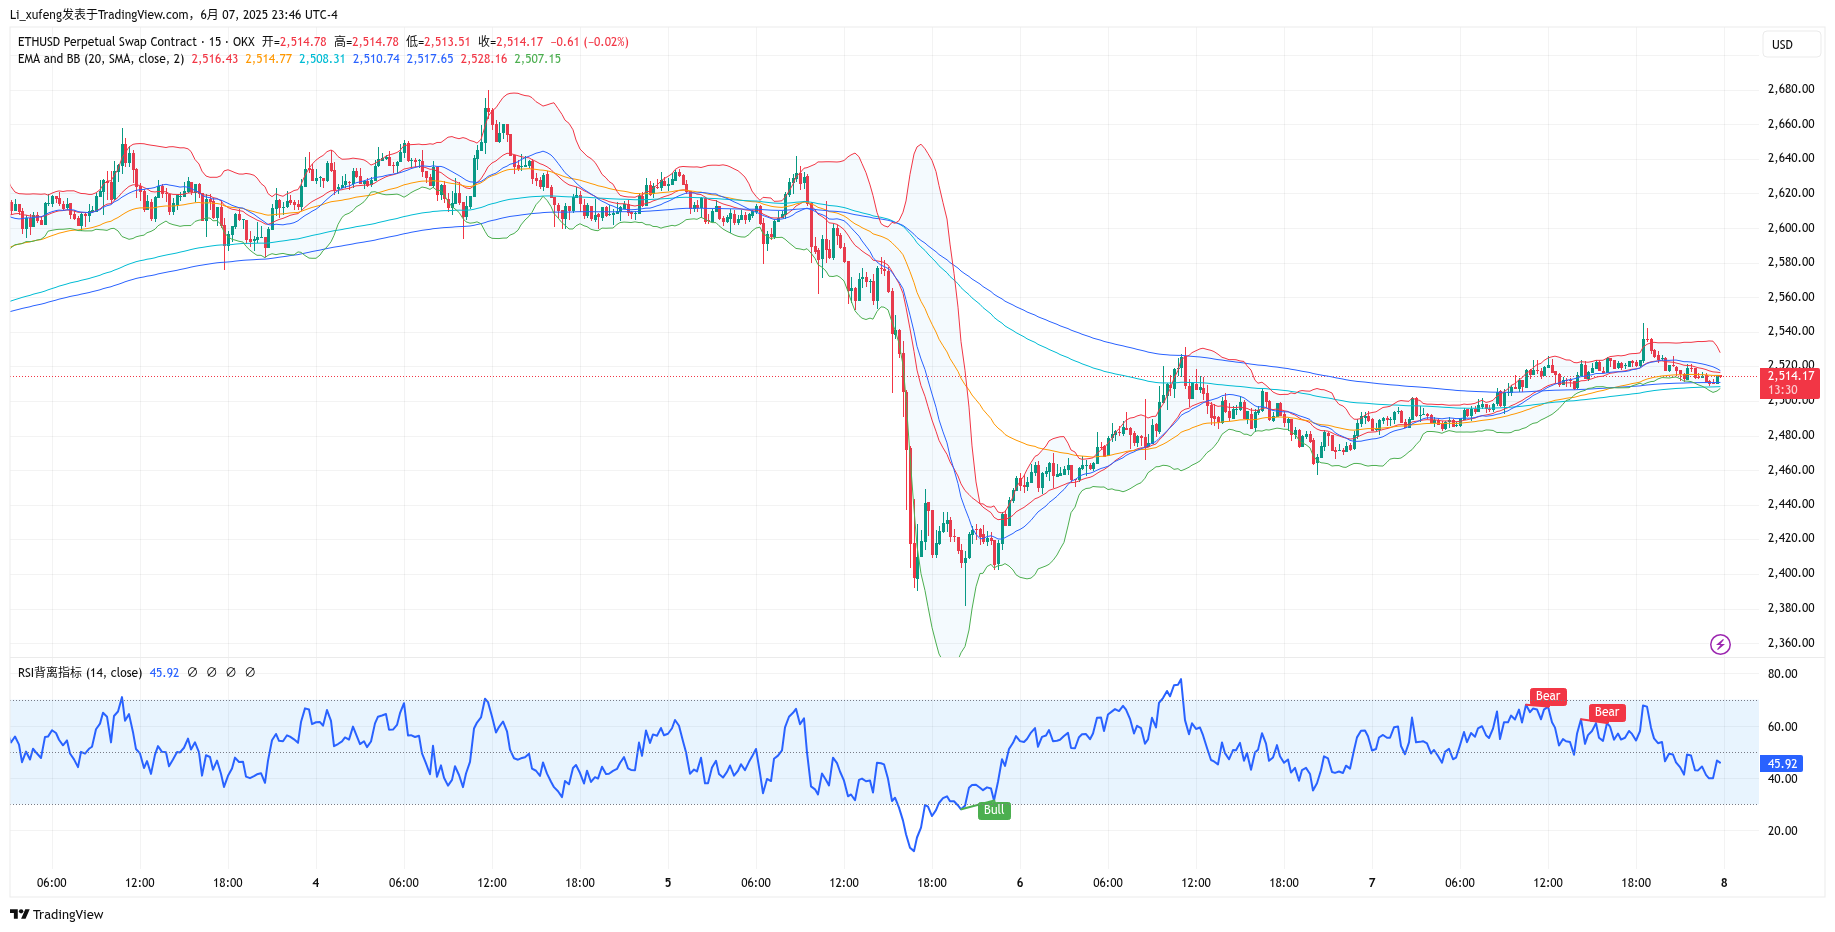 Li_xufeng发表于TradingView.com，6月 07, 2025 23:46 UTC-4
ETHUSD Perpetual Swap Contract · 15 · OKX 开=2,514.78 高=2,514.78 低=2,513.51 收=2,514.17 −0.61 (−0.02%)
USD
EMA and BB (20, SMA, close, 2) 2,516.43 2,514.77 2,508.31 2,510.74 2,517.65 2,528.16 2,507.15
2,680.00
2,660.00
2,640.00
2,620.00
2,600.00
2,580.00
2,560.00
2,540.00
2,520.00
2,514.17
13:30
2,500.00
2,480.00
2,460.00
2,440.00
2,420.00
2,400.00
2,380.00
2,360.00
RSI背离指标 (14, close) 45.92 ∅ ∅ ∅ ∅
80.00
Bear
Bear
60.00
45.92
40.00
Bull
20.00
06:00 12:00 18:00 4 06:00 12:00 18:00 5 06:00 12:00 18:00 6 06:00 12:00 18:00 7 06:00 12:00 18:00 8
TradingView